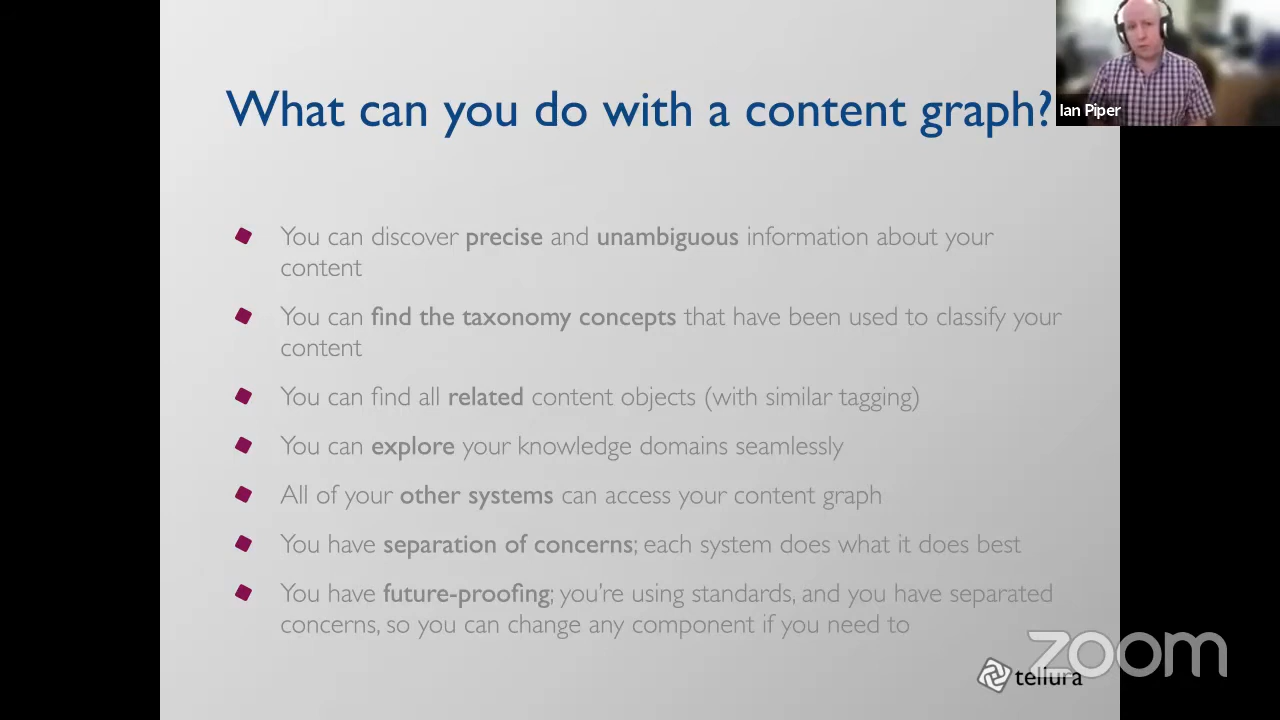 What can you do with a content graph?
Ian Piper
You can discover precise and unambiguous information about your
content
You can find the taxonomy concepts that have been used to classify your
content
You can find all related content objects (with similar tagging)
You can explore your knowledge domains seamlessly
All of your other systems can access your content graph
You have separation of concerns; each system does what it does best
You have future-proofing; you're using standards, and you have separated
concerns, so you can change any component if you need to
zoom
tellura